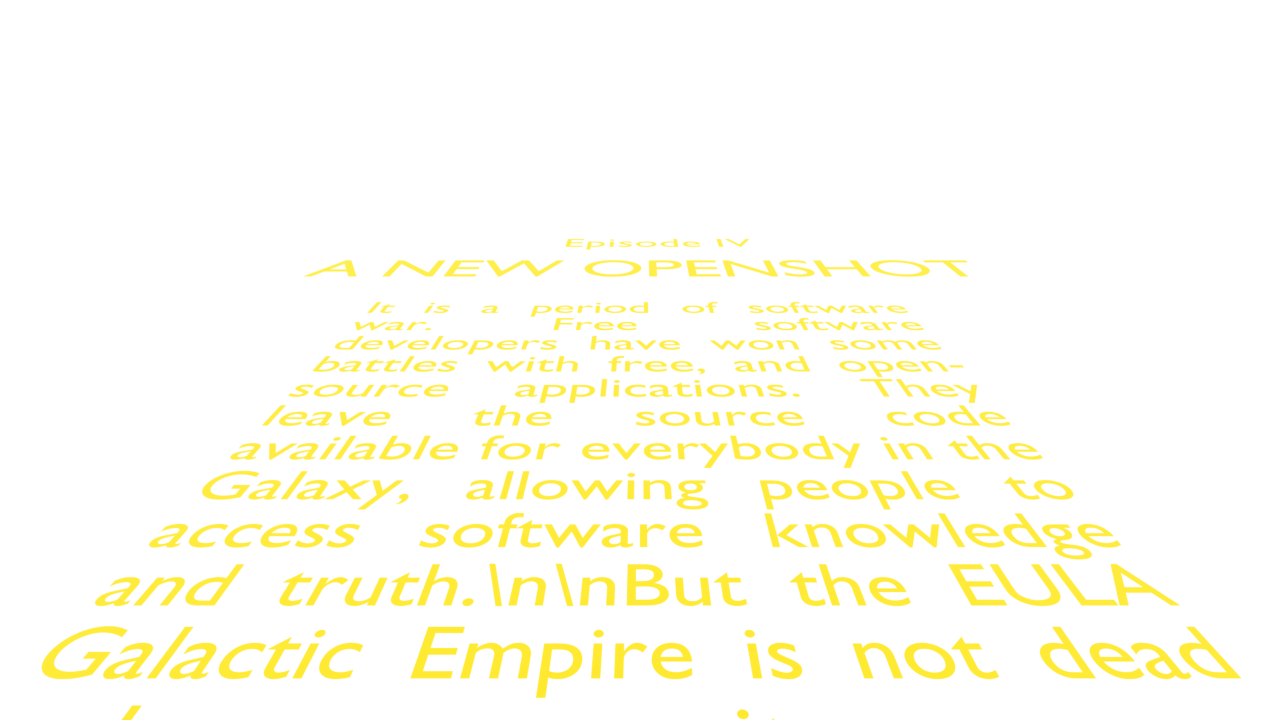 Episode IV
A NEW OPENSHOT
It is a period of software
war. Free software
developers have won some
battles with free, and open-
source applications. They
leave the source code
available for everybody in the
Galaxy, allowing people to
access software knowledge
and truth.\n\nBut the EULA
Galactic Empire is not dead